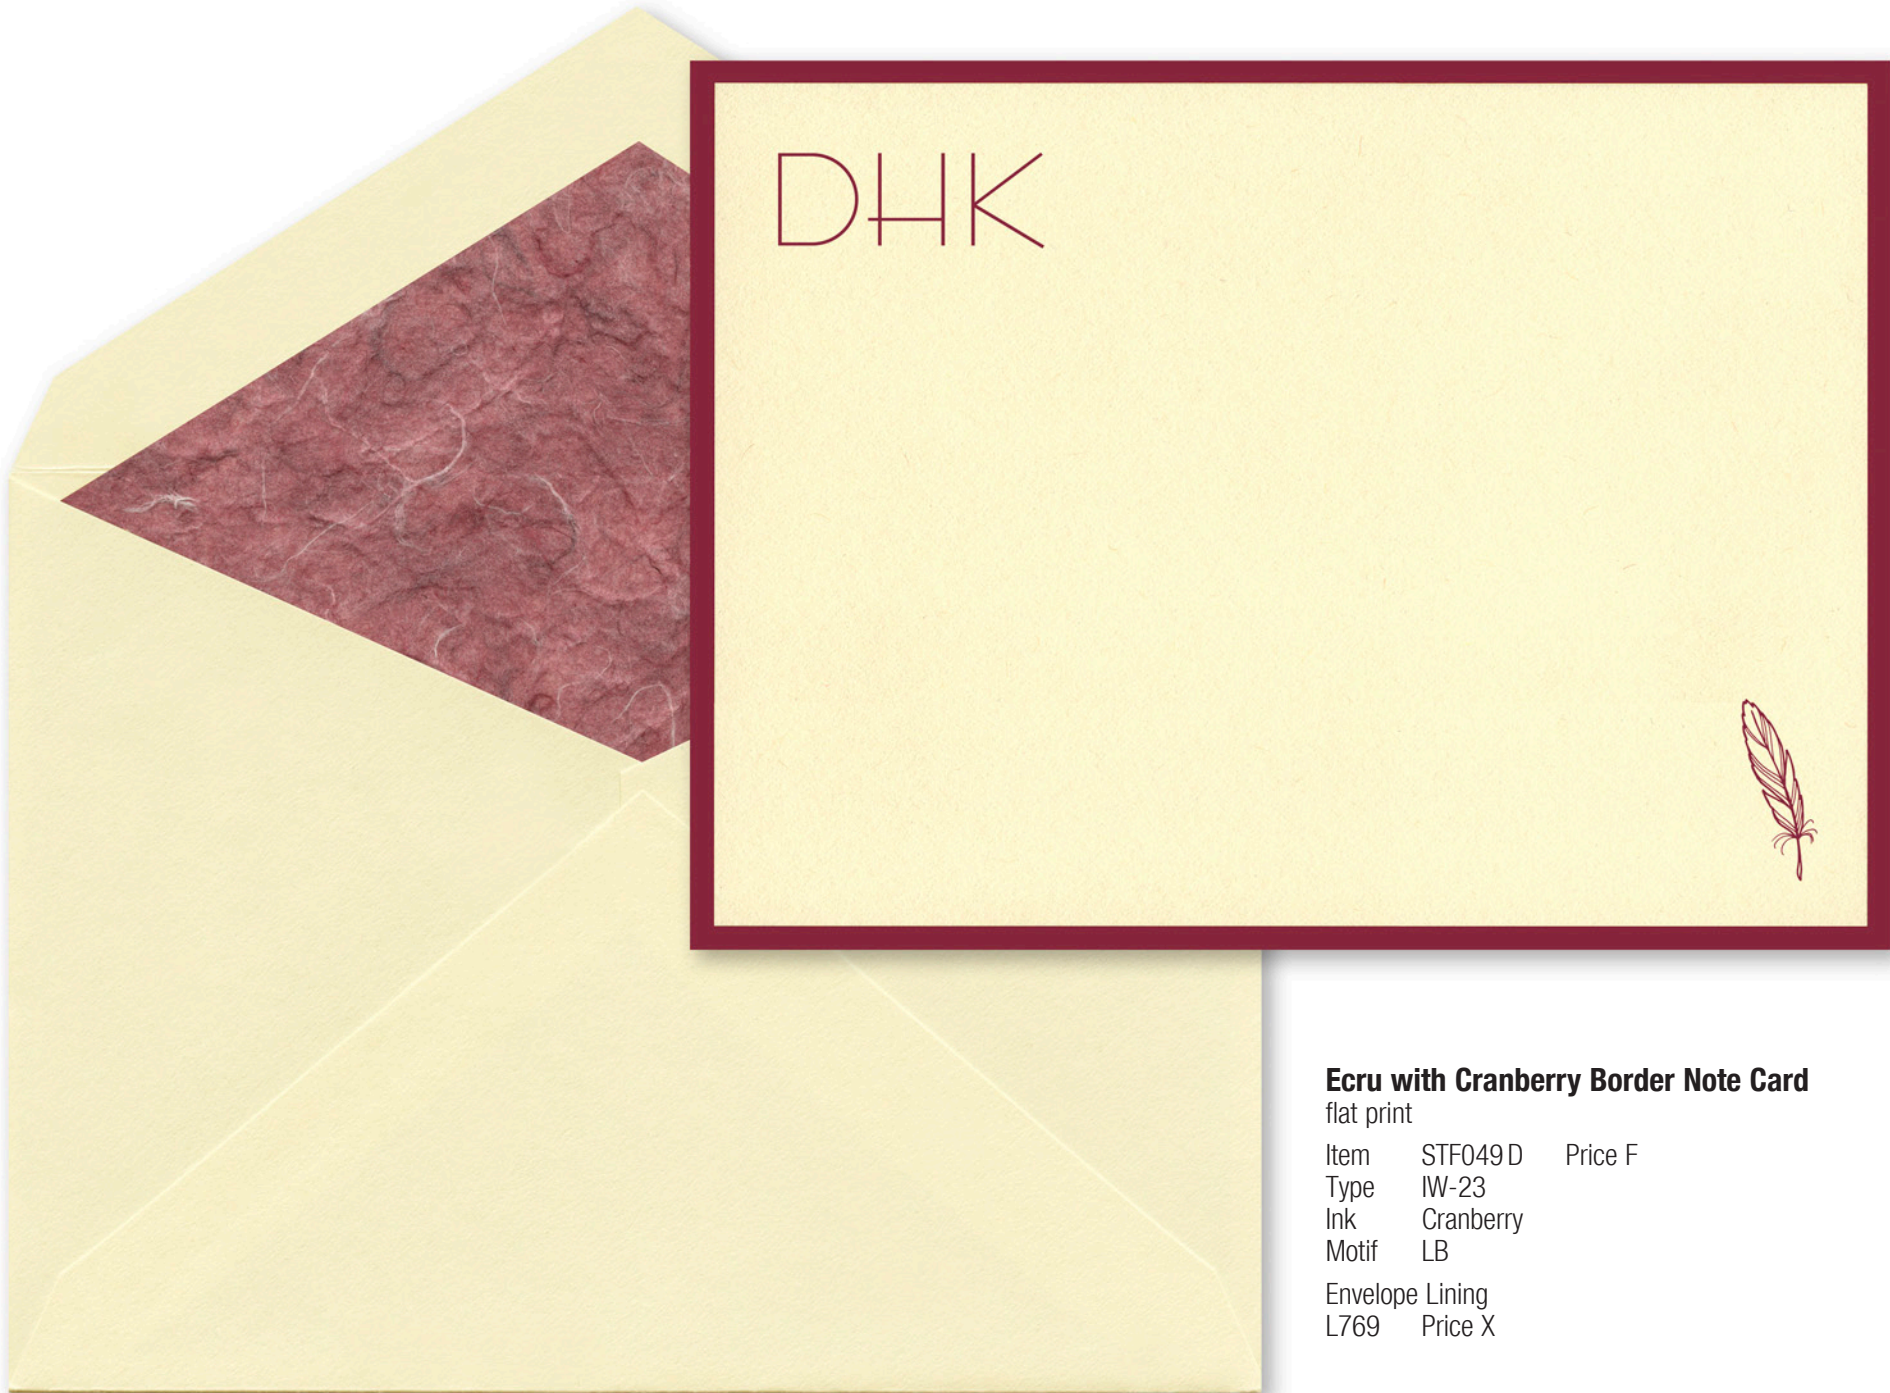 DHK
Ecru with Cranberry Border Note Card
flat print
Item STF049 D Price F
Type IW-23
Ink Cranberry
Motif LB
Envelope Lining
L769 Price X